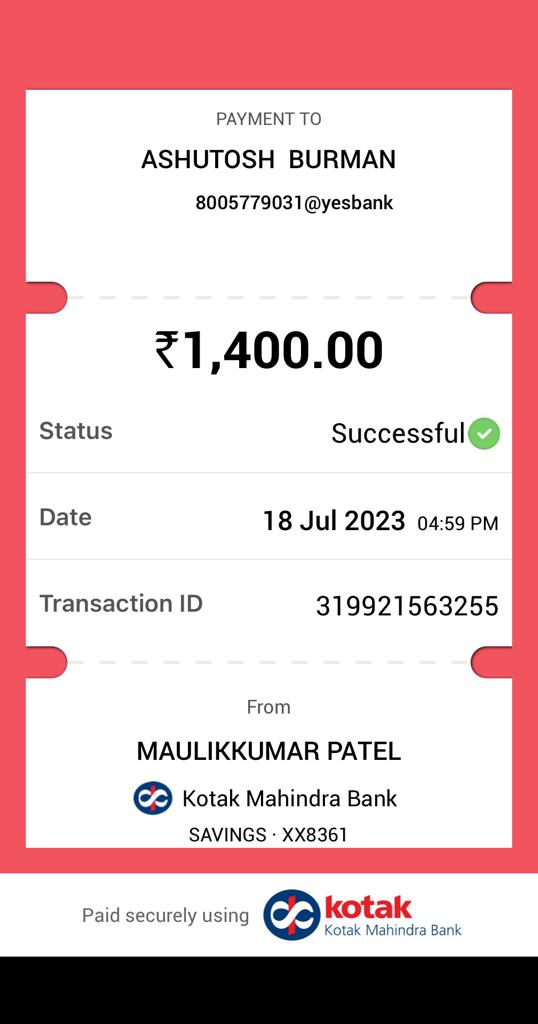 PAYMENT TO
ASHUTOSH BURMAN
8005779031@yesbank
₹1,400.00
Status Successful
Date 18 Jul 2023 04:59 PM
Transaction ID 319921563255
From
MAULIKKUMAR PATEL
Kotak Mahindra Bank
SAVINGS · XX8361
Paid securely using kotak
Kotak Mahindra Bank